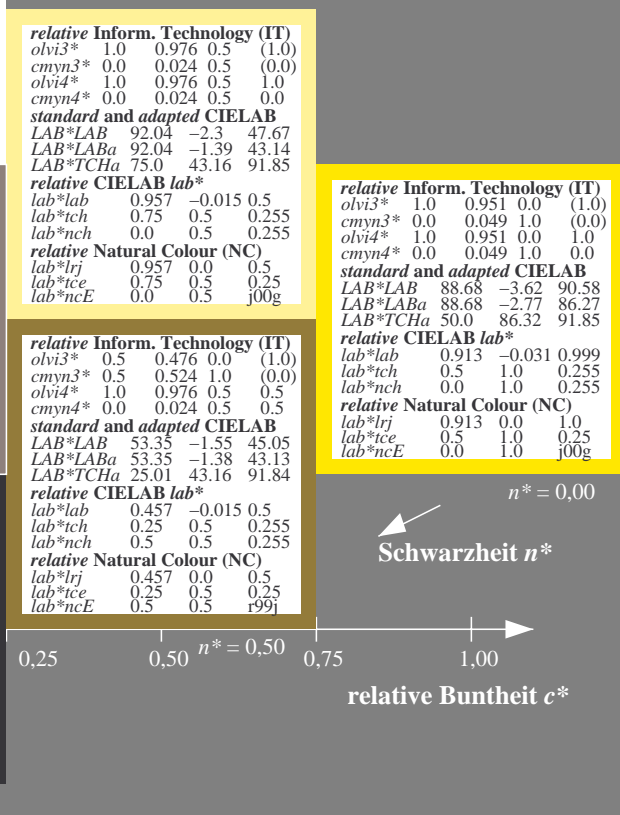 relative Inform. Technology (IT)
olvi3* 1.0 0.976 0.5 (1.0)
cmyn3* 0.0 0.024 0.5 (0.0)
olvi4* 1.0 0.976 0.5 1.0
cmyn4* 0.0 0.024 0.5 0.0
standard and adapted CIELAB
LAB*LAB 92.04 −2.3 47.67
LAB*LABa 92.04 −1.39 43.14
LAB*TCHa 75.0 43.16 91.85
relative CIELAB lab*
lab*lab 0.957 −0.015 0.5
lab*tch 0.75 0.5 0.255
lab*nch 0.0 0.5 0.255
relative Natural Colour (NC)
lab*lrj 0.957 0.0 0.5
lab*tce 0.75 0.5 0.25
lab*ncE 0.0 0.5 j00g
relative Inform. Technology (IT)
olvi3* 1.0 0.951 0.0 (1.0)
cmyn3* 0.0 0.049 1.0 (0.0)
olvi4* 1.0 0.951 0.0 1.0
cmyn4* 0.0 0.049 1.0 0.0
standard and adapted CIELAB
LAB*LAB 88.68 −3.62 90.58
LAB*LABa 88.68 −2.77 86.27
LAB*TCHa 50.0 86.32 91.85
relative CIELAB lab*
lab*lab 0.913 −0.031 0.999
lab*tch 0.5 1.0 0.255
lab*nch 0.0 1.0 0.255
relative Natural Colour (NC)
lab*lrj 0.913 0.0 1.0
lab*tce 0.5 1.0 0.25
lab*ncE 0.0 1.0 j00g
relative Inform. Technology (IT)
olvi3* 0.5 0.476 0.0 (1.0)
cmyn3* 0.5 0.524 1.0 (0.0)
olvi4* 1.0 0.976 0.5 0.5
cmyn4* 0.0 0.024 0.5 0.5
standard and adapted CIELAB
LAB*LAB 53.35 −1.55 45.05
LAB*LABa 53.35 −1.38 43.13
LAB*TCHa 25.01 43.16 91.84
relative CIELAB lab*
lab*lab 0.457 −0.015 0.5
lab*tch 0.25 0.5 0.255
lab*nch 0.5 0.5 0.255
relative Natural Colour (NC)
lab*lrj 0.457 0.0 0.5
lab*tce 0.25 0.5 0.25
lab*ncE 0.5 0.5 r99j
n* = 0,00
Schwarzheit n*
n* = 0,50
0,25 0,50 0,75 1,00
relative Buntheit c*